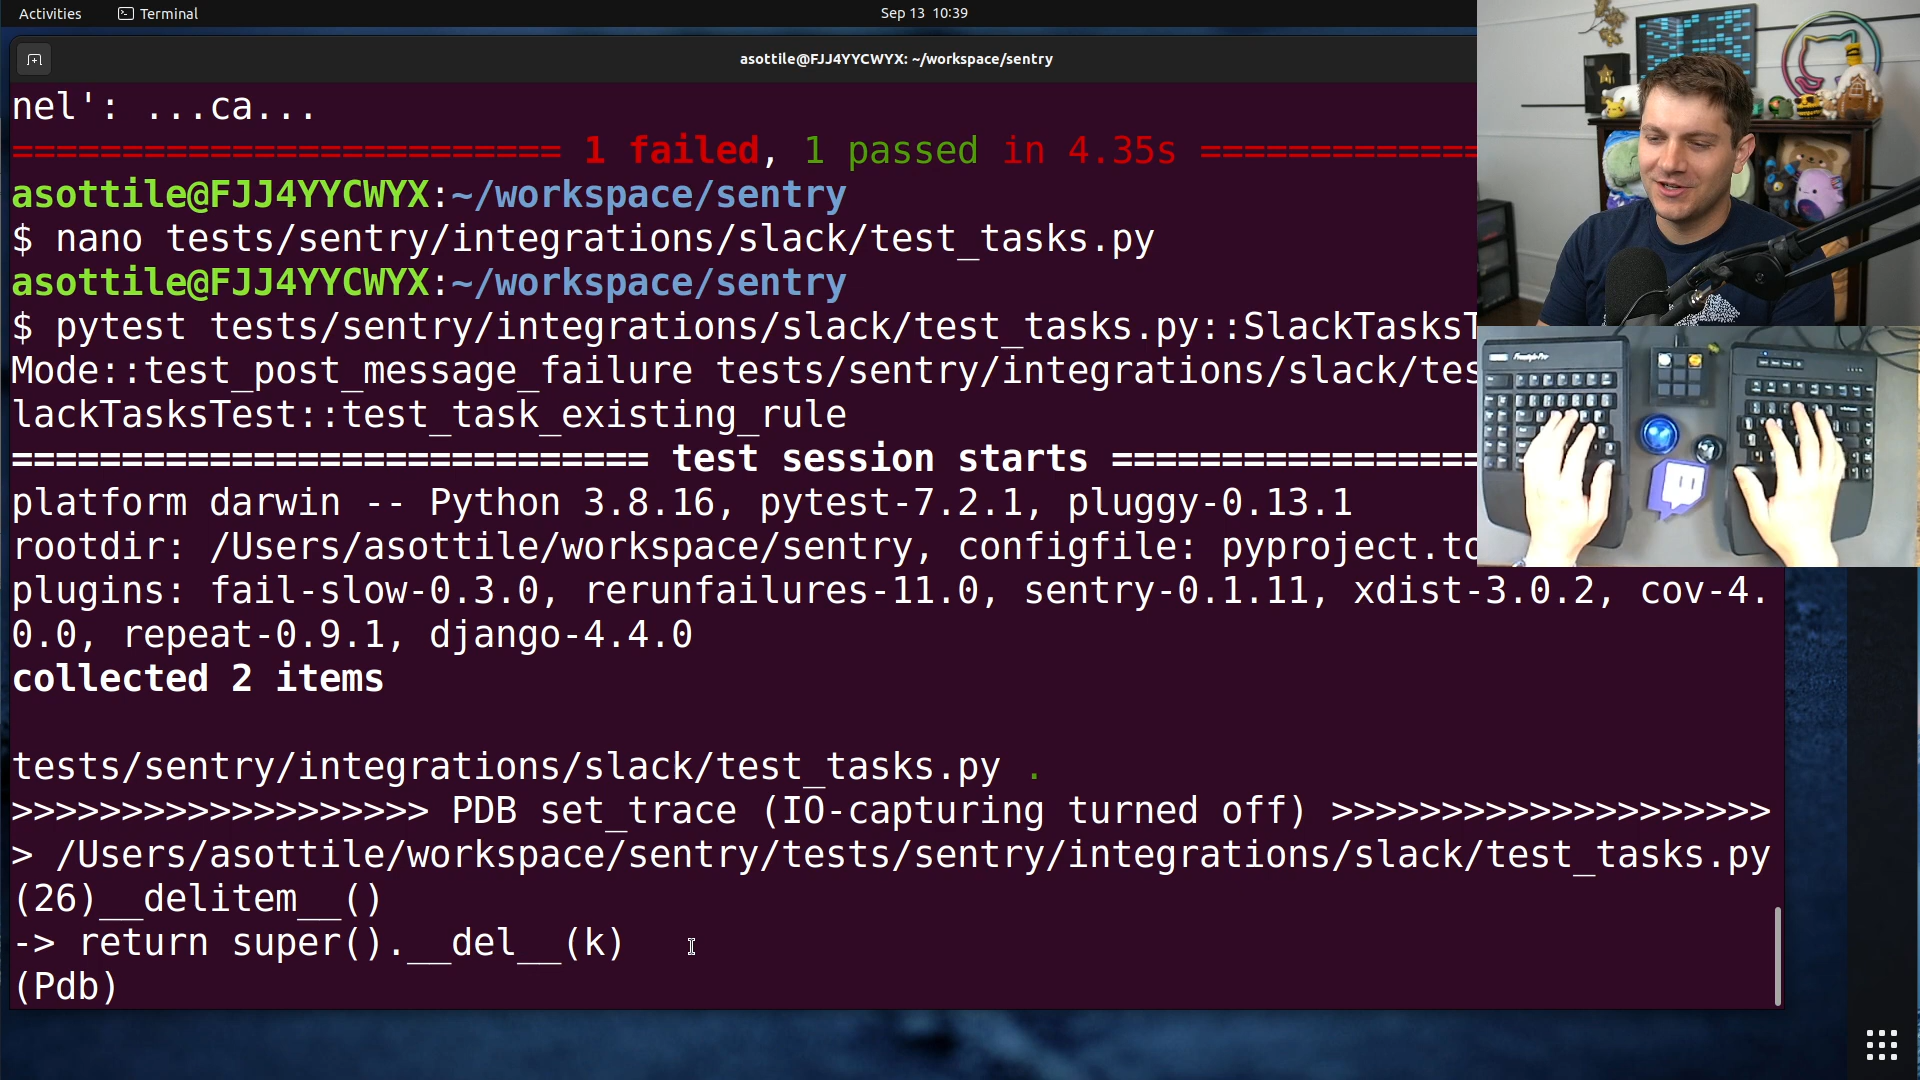 Activities
Terminal
Sep 13 10:39
asottile@FJJ4YYCWYX: ~/workspace/sentry
nel': ...ca...
========================= 1 failed, 1 passed in 4.35s =============
asottile@FJJ4YYCWYX:~/workspace/sentry
$ nano tests/sentry/integrations/slack/test_tasks.py
asottile@FJJ4YYCWYX:~/workspace/sentry
$ pytest tests/sentry/integrations/slack/test_tasks.py::SlackTasksT
Mode::test_post_message_failure tests/sentry/integrations/slack/tes
lackTasksTest::test_task_existing_rule
============================= test session starts =================
platform darwin -- Python 3.8.16, pytest-7.2.1, pluggy-0.13.1
rootdir: /Users/asottile/workspace/sentry, configfile: pyproject.to
plugins: fail-slow-0.3.0, rerunfailures-11.0, sentry-0.1.11, xdist-3.0.2, cov-4.
0.0, repeat-0.9.1, django-4.4.0
collected 2 items
tests/sentry/integrations/slack/test_tasks.py .
>>>>>>>>>>>>>>>>>>> PDB set_trace (IO-capturing turned off) >>>>>>>>>>>>>>>>>>>>
> /Users/asottile/workspace/sentry/tests/sentry/integrations/slack/test_tasks.py
(26)__delitem__()
-> return super().__del__(k)
(Pdb)